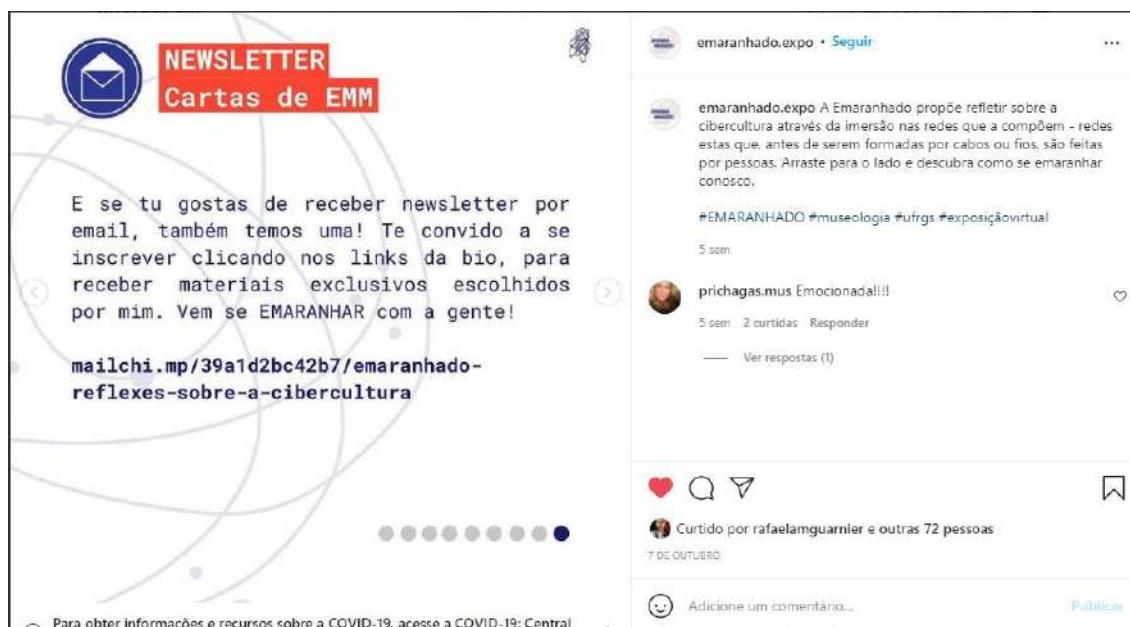 NEWSLETTER
Cartas de EMM
E se tu gostas de receber newsletter por
email, também temos uma! Te convido a se
inscrever clicando nos links da bio, para
receber materiais exclusivos escolhidos
por mim. Vem se EMARANHAR com a gente!
mailchi.mp/39a1d2bc42b7/emaranhado-
reflexes-sobre-a-cibercultura
Para obter informações e recursos sobre a COVID-19, acesse a COVID-19: Central
emaranhado.expo • Seguir
emaranhado.expo A Emaranhado propõe refletir sobre a
cibercultura através da imersão nas redes que a compõem - redes
estas que, antes de serem formadas por cabos ou fios, são feitas
por pessoas. Arraste para o lado e descubra como se emaranhar
conosco.
#EMARANHADO #museologia #ufrgs #exposiçãovirtual
5 sem
prichagas.mus Emocionada!!!!
5 sem 2 curtidas Responder
Ver respostas (1)
Curtido por rafaelamguarnier e outras 72 pessoas
7 DE OUTUBRO
Adicione um comentário... Publicar